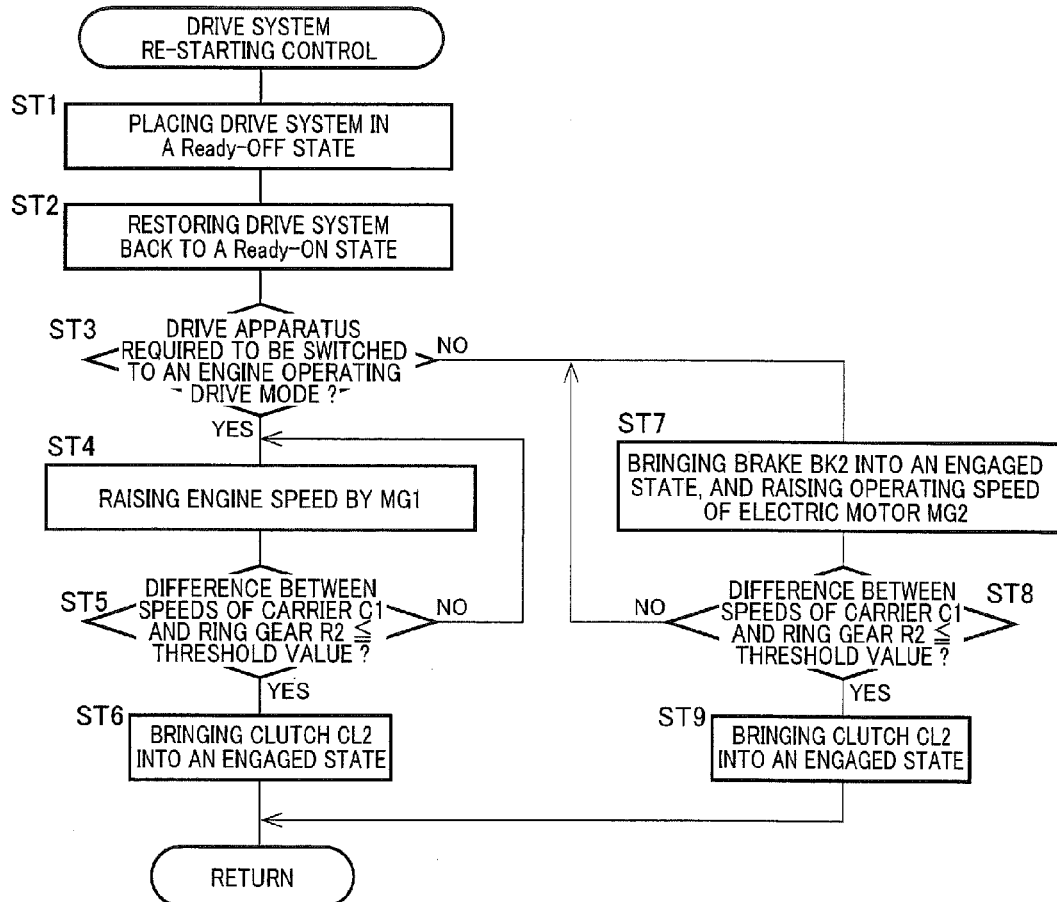 DRIVE SYSTEM
RE-STARTING CONTROL
ST1
PLACING DRIVE SYSTEM IN
A Ready-OFF STATE
ST2
RESTORING DRIVE SYSTEM
BACK TO A Ready-ON STATE
ST3
DRIVE APPARATUS
REQUIRED TO BE SWITCHED
TO AN ENGINE OPERATING
DRIVE MODE ?
NO
YES
ST4
RAISING ENGINE SPEED BY MG1
ST5
DIFFERENCE BETWEEN
SPEEDS OF CARRIER C1
AND RING GEAR R2 ≦
THRESHOLD VALUE ?
NO
YES
ST6
BRINGING CLUTCH CL2
INTO AN ENGAGED STATE
ST7
BRINGING BRAKE BK2 INTO AN ENGAGED
STATE, AND RAISING OPERATING SPEED
OF ELECTRIC MOTOR MG2
ST8
DIFFERENCE BETWEEN
SPEEDS OF CARRIER C1
AND RING GEAR R2 ≦
THRESHOLD VALUE ?
NO
YES
ST9
BRINGING CLUTCH CL2
INTO AN ENGAGED STATE
RETURN